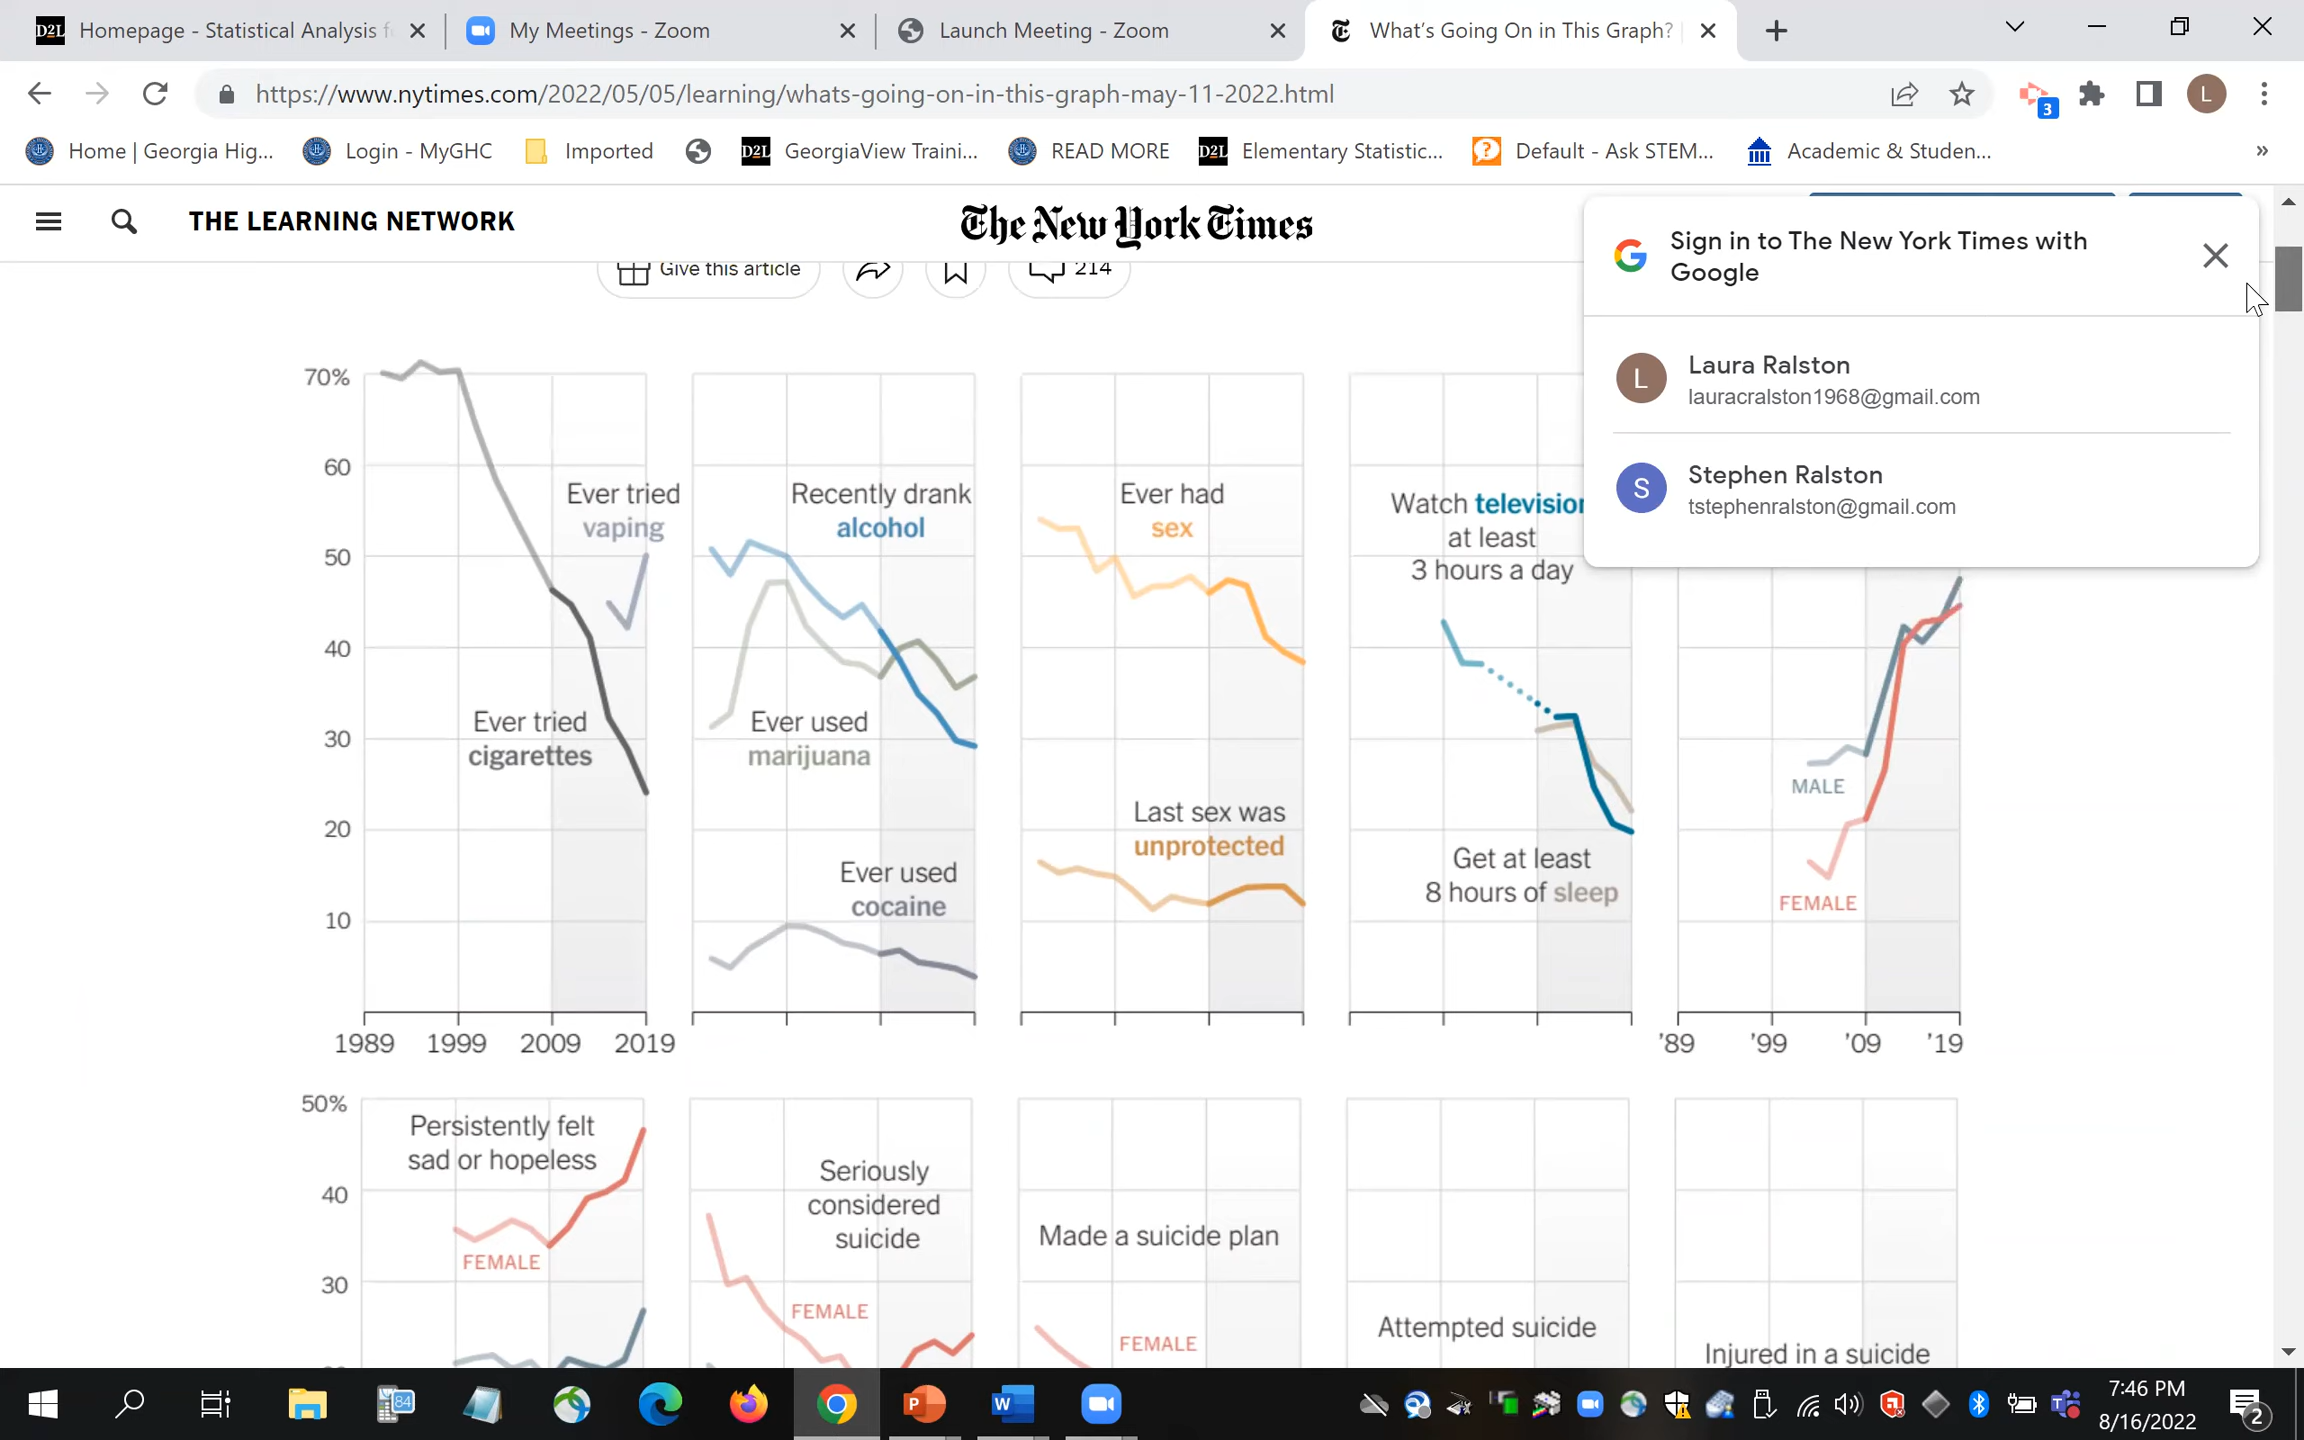 Homepage - Statistical Analysis f
My Meetings - Zoom
Launch Meeting - Zoom
What's Going On in This Graph?
https://www.nytimes.com/2022/05/05/learning/whats-going-on-in-this-graph-may-11-2022.html
L
3
Home | Georgia Hig...
Login - MyGHC
Imported
D2L GeorgiaView Traini...
READ MORE
D2L Elementary Statistic...
Default - Ask STEM...
Academic & Studen...
»
THE LEARNING NETWORK
The New York Times
Give this article
214
Sign in to The New York Times with
Google
L
Laura Ralston
lauracralston1968@gmail.com
S
Stephen Ralston
tstephenralston@gmail.com
70%
60
50
40
30
20
10
Ever tried
vaping
Ever tried
cigarettes
1989 1999 2009 2019
Recently drank
alcohol
Ever used
marijuana
Ever used
cocaine
Ever had
sex
Last sex was
unprotected
Watch television
at least
3 hours a day
Get at least
8 hours of sleep
MALE
FEMALE
'89 '99 '09 '19
50%
40
30
Persistently felt
sad or hopeless
FEMALE
Seriously
considered
suicide
FEMALE
Made a suicide plan
FEMALE
Attempted suicide
Injured in a suicide
84
7:46 PM
8/16/2022
2